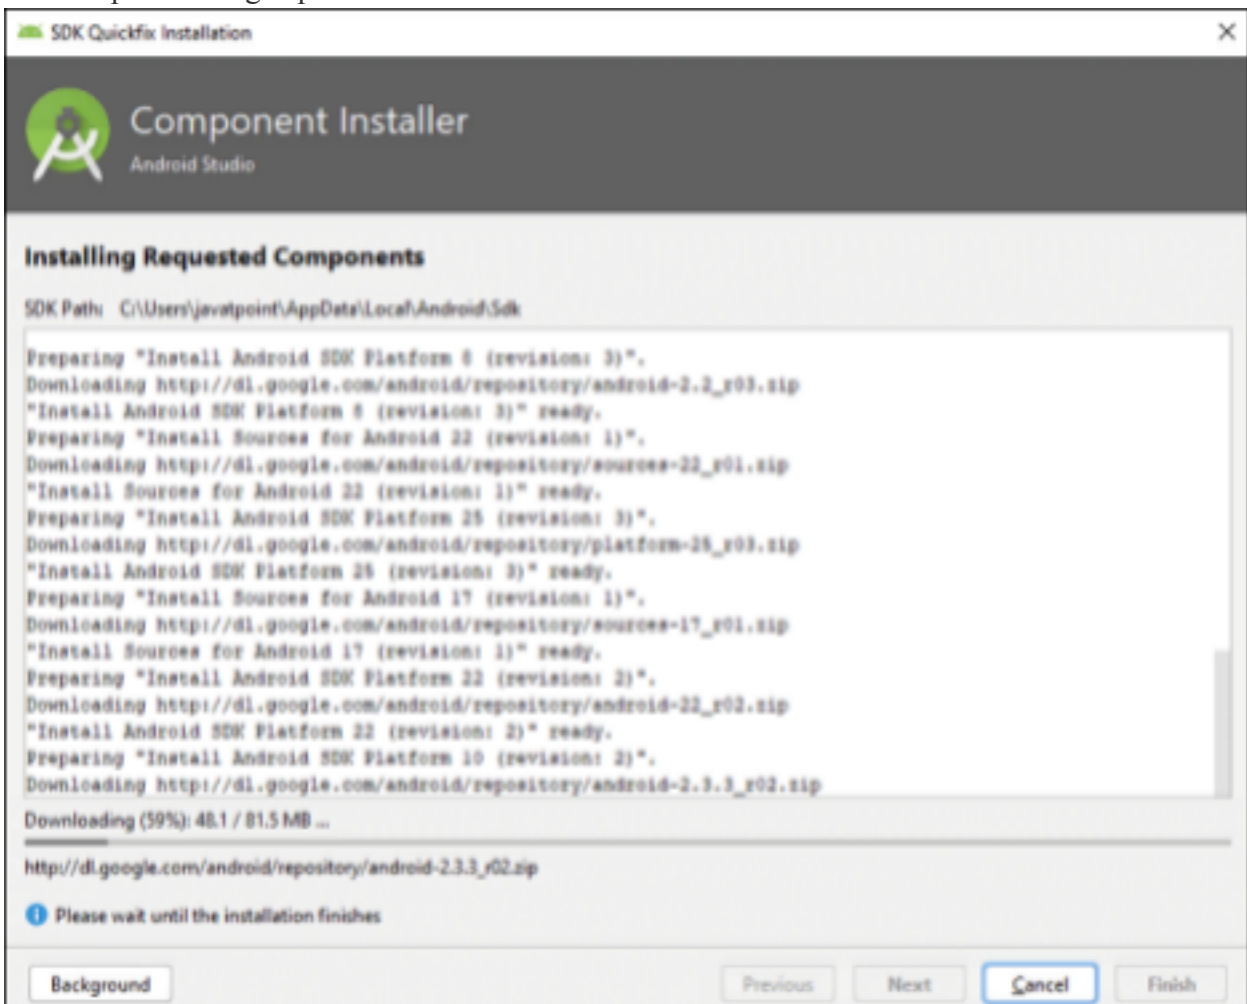 SDK Quickfix Installation
Component Installer
Android Studio
Installing Requested Components
SDK Path: C:\Users\javatpoint\AppData\Local\Android\Sdk
Preparing "Install Android SDK Platform 8 (revision: 3)".
Downloading http://dl.google.com/android/repository/android-2.2_r03.zip
"Install Android SDK Platform 8 (revision: 3)" ready.
Preparing "Install Sources for Android 22 (revision: 1)".
Downloading http://dl.google.com/android/repository/sources-22_r01.zip
"Install Sources for Android 22 (revision: 1)" ready.
Preparing "Install Android SDK Platform 25 (revision: 3)".
Downloading http://dl.google.com/android/repository/platform-25_r03.zip
"Install Android SDK Platform 25 (revision: 3)" ready.
Preparing "Install Sources for Android 17 (revision: 1)".
Downloading http://dl.google.com/android/repository/sources-17_r01.zip
"Install Sources for Android 17 (revision: 1)" ready.
Preparing "Install Android SDK Platform 22 (revision: 2)".
Downloading http://dl.google.com/android/repository/android-22_r02.zip
"Install Android SDK Platform 22 (revision: 2)" ready.
Preparing "Install Android SDK Platform 10 (revision: 2)".
Downloading http://dl.google.com/android/repository/android-2.3.3_r02.zip
Downloading (59%): 48.1 / 81.5 MB ...
http://dl.google.com/android/repository/android-2.3.3_r02.zip
Please wait until the installation finishes
Background Previous Next Cancel Finish